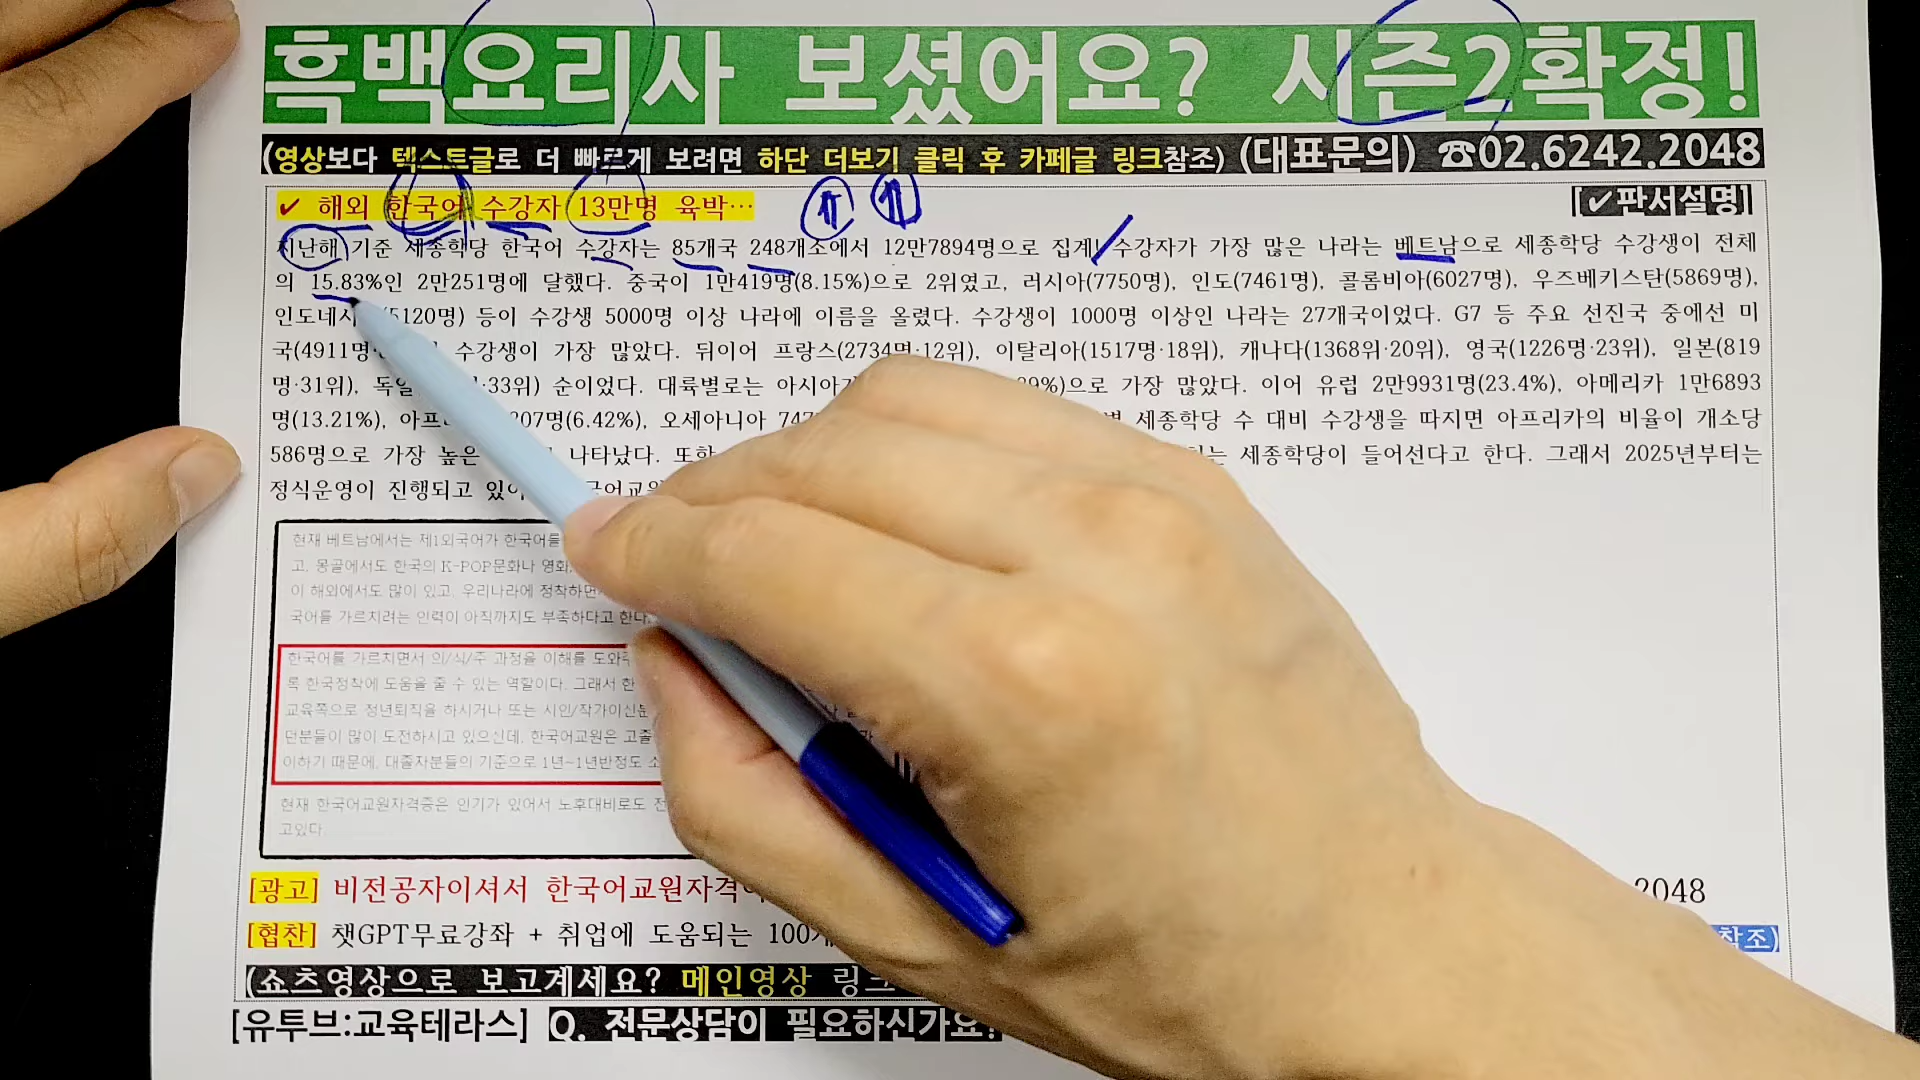 흑백요리사 보셨어요? 시즌2확정!
(영상보다 텍스트글로 더 빠르게 보려면 하단 더보기 클릭 후 카페글 링크참조) (대표문의) ☎02.6242.2048
✔ 해외 한국어 수강자 13만명 육박…
[✔판서설명]
지난해 기준 세종학당 한국어 수강자는 85개국 248개소에서 12만7894명으로 집계! 수강자가 가장 많은 나라는 베트남으로 세종학당 수강생이 전체
의 15.83%인 2만251명에 달했다. 중국이 1만419명(8.15%)으로 2위였고, 러시아(7750명), 인도(7461명), 콜롬비아(6027명), 우즈베키스탄(5869명),
인도네시 (5120명) 등이 수강생 5000명 이상 나라에 이름을 올렸다. 수강생이 1000명 이상인 나라는 27개국이었다. G7 등 주요 선진국 중에선 미
국(4911명· 수강생이 가장 많았다. 뒤이어 프랑스(2734명·12위), 이탈리아(1517명·18위), 캐나다(1368위·20위), 영국(1226명·23위), 일본(819
명·31위), 독일 ·33위) 순이었다. 대륙별로는 아시아가 29%)으로 가장 많았다. 이어 유럽 2만9931명(23.4%), 아메리카 1만6893
명(13.21%), 아프 207명(6.42%), 오세아니아 74 세종학당 수 대비 수강생을 따지면 아프리카의 비율이 개소당
586명으로 가장 높은 나타났다. 또한 는 세종학당이 들어선다고 한다. 그래서 2025년부터는
정식운영이 진행되고 있어 국어교원
현재 베트남에서는 제1외국어가 한국어를
고, 몽골에서도 한국의 K-POP문화나 영화
이 해외에서도 많이 있고, 우리나라에 정착하면
국어를 가르치려는 인력이 아직까지도 부족하다고 한다.
한국어를 가르치면서 의/식/주 과정을 이해를 도와주
록 한국정착에 도움을 줄 수 있는 역할이다. 그래서 한
교육쪽으로 정년퇴직을 하시거나 또는 시인/작가이신분
던분들이 많이 도전하시고 있으신데, 한국어교원은 고졸
이하기 때문에, 대졸자분들의 기준으로 1년~1년반정도 소
현재 한국어교원자격증은 인기가 있어서 노후대비로도 전
고있다.
[광고] 비전공자이셔서 한국어교원자격 2048
[협찬] 챗GPT무료강좌 + 취업에 도움되는 100 참조)
(쇼츠영상으로 보고계세요? 메인영상 링크
[유투브:교육테라스] Q. 전문상담이 필요하신가요?